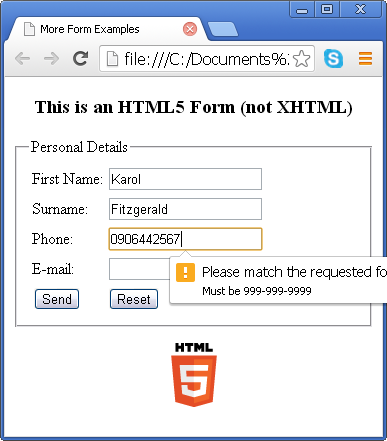 More Form Examples
file:///C:/Documents%2
This is an HTML5 Form (not XHTML)
Personal Details
First Name: Karol
Surname: Fitzgerald
Phone: 0906442567
E-mail:
Please match the requested fo
Must be 999-999-9999
Send Reset
HTML
5